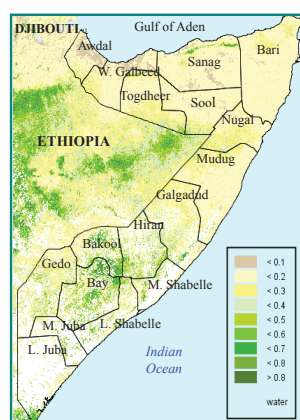 DJIBOUTI
Gulf of Aden
Awdal
Bari
Sanag
W. Galbeed
Togdheer
Sool
Nugal
ETHIOPIA
Mudug
Galgadud
Hiran
Bakool
Gedo
Bay
M. Shabelle
L. Shabelle
M. Juba
L. Juba
Indian
Ocean
< 0.1
< 0.2
< 0.3
< 0.4
< 0.5
< 0.6
< 0.7
< 0.8
> 0.8
water